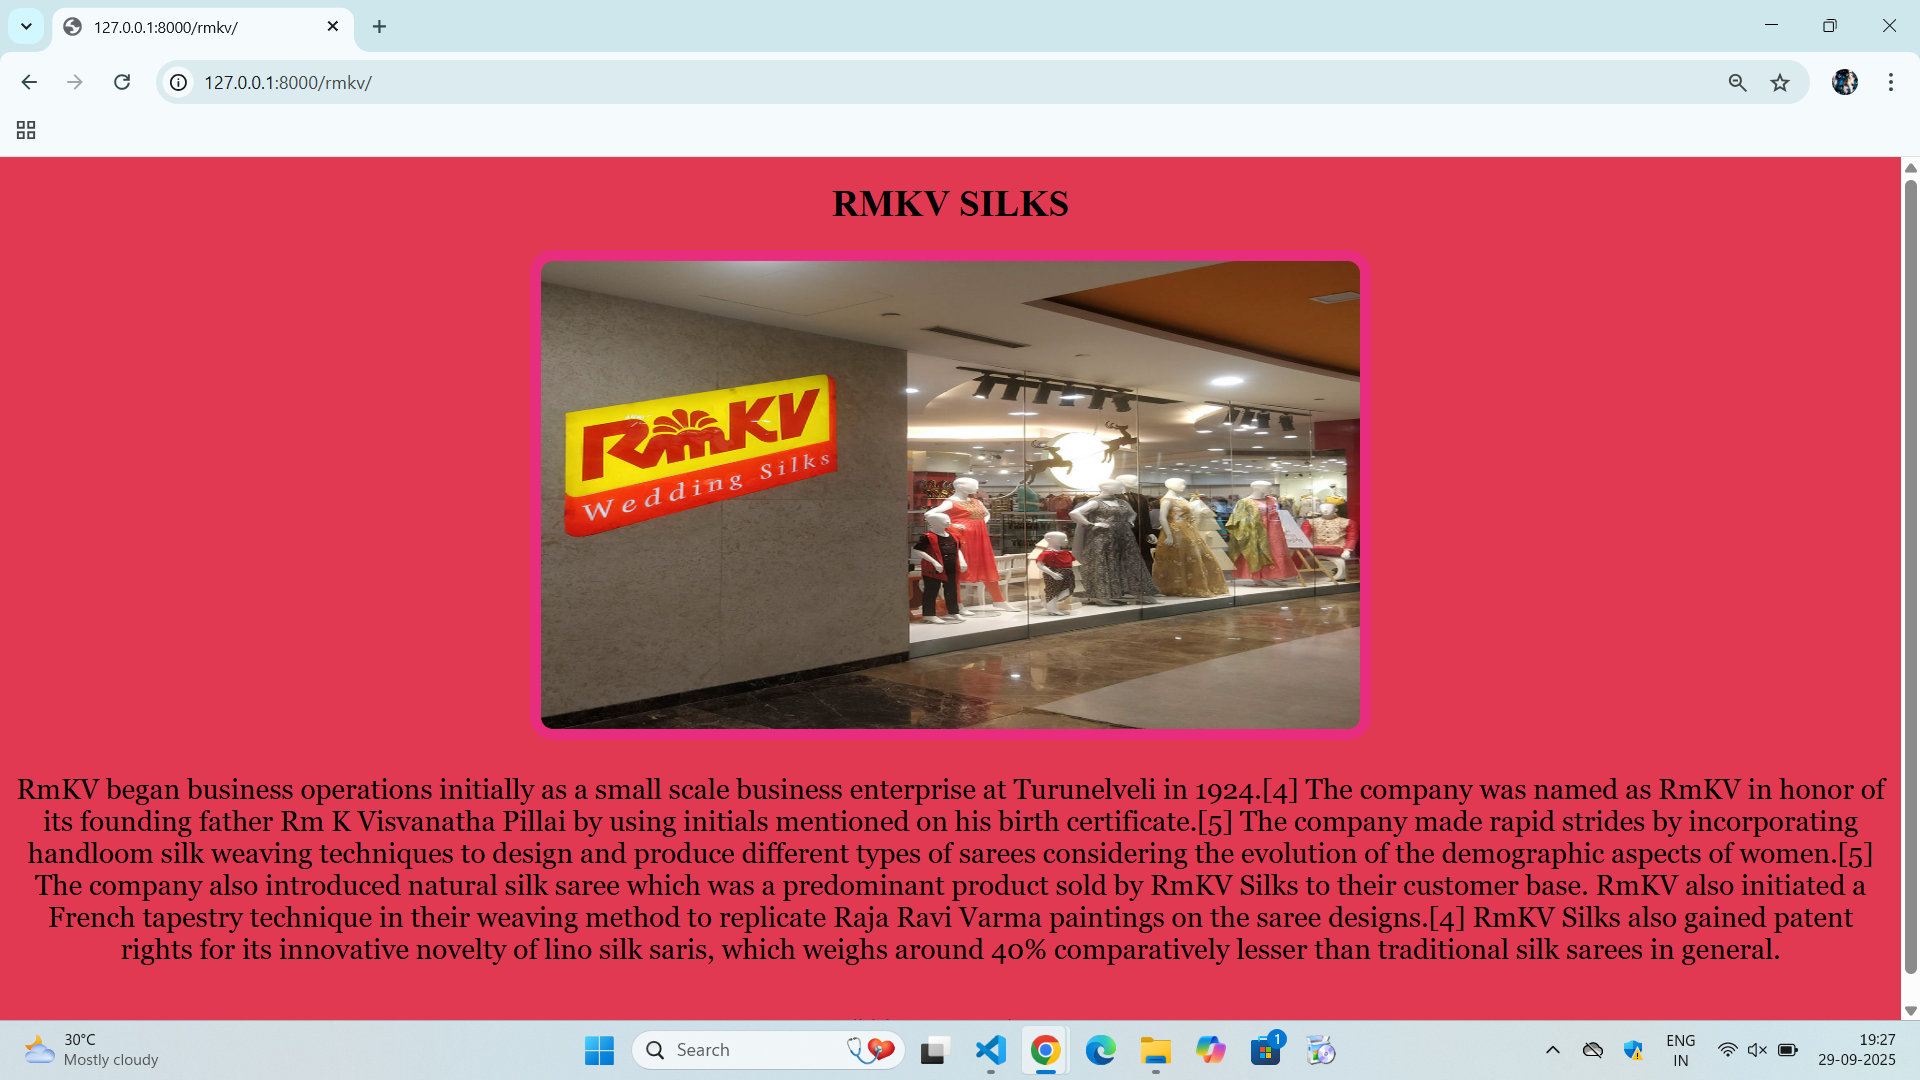 127.0.0.1:8000/rmkv/
127.0.0.1:8000/rmkv/
RMKV SILKS
RmKV
Wedding Silks
RmKV began business operations initially as a small scale business enterprise at Turunelveli in 1924.[4] The company was named as RmKV in honor of
its founding father Rm K Visvanatha Pillai by using initials mentioned on his birth certificate.[5] The company made rapid strides by incorporating
handloom silk weaving techniques to design and produce different types of sarees considering the evolution of the demographic aspects of women.[5]
The company also introduced natural silk saree which was a predominant product sold by RmKV Silks to their customer base. RmKV also initiated a
French tapestry technique in their weaving method to replicate Raja Ravi Varma paintings on the saree designs.[4] RmKV Silks also gained patent
rights for its innovative novelty of lino silk saris, which weighs around 40% comparatively lesser than traditional silk sarees in general.
30°C
Mostly cloudy
Search
1
ENG
IN
19:27
29-09-2025